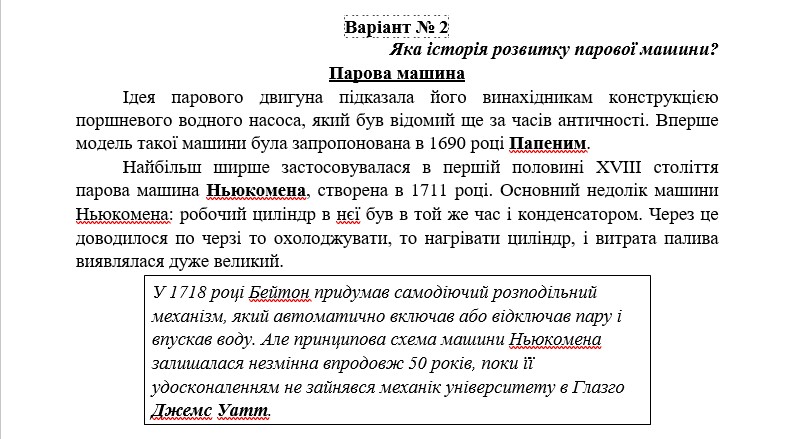 Варіант № 2
Яка історія розвитку парової машини?
Парова машина
Ідея парового двигуна підказала його винахідникам конструкцією
поршневого водного насоса, який був відомий ще за часів античності. Вперше
модель такої машини була запропонована в 1690 році Папеним.
Найбільш ширше застосовувалася в першій половині XVIII століття
парова машина Ньюкомена, створена в 1711 році. Основний недолік машини
Ньюкомена: робочий циліндр в неї був в той же час і конденсатором. Через це
доводилося по черзі то охолоджувати, то нагрівати циліндр, і витрата палива
виявлялася дуже великий.
У 1718 році Бейтон придумав самодіючий розподільний
механізм, який автоматично включав або відключав пару і
впускав воду. Але принципова схема машини Ньюкомена
залишалася незмінна впродовж 50 років, поки її
удосконаленням не зайнявся механік університету в Глазго
Джемс Уатт.